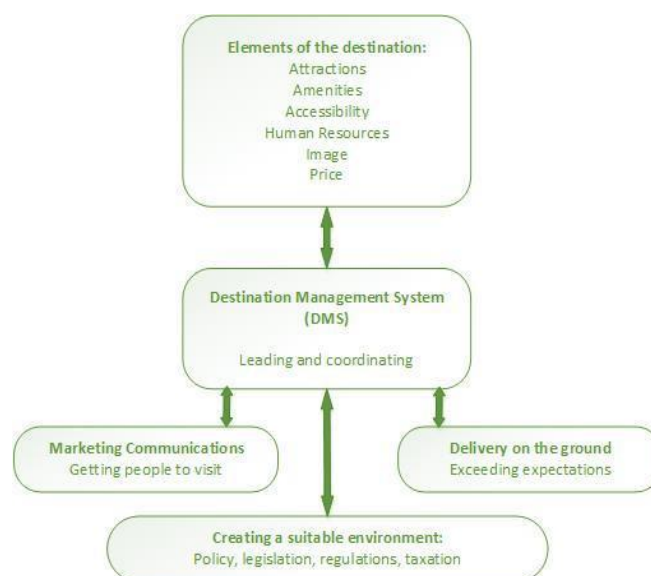 Elements of the destination:
Attractions
Amenities
Accessibility
Human Resources
Image
Price
Destination Management System
(DMS)
Leading and coordinating
Marketing Communications
Getting people to visit
Delivery on the ground
Exceeding expectations
Creating a suitable environment:
Policy, legislation, regulations, taxation